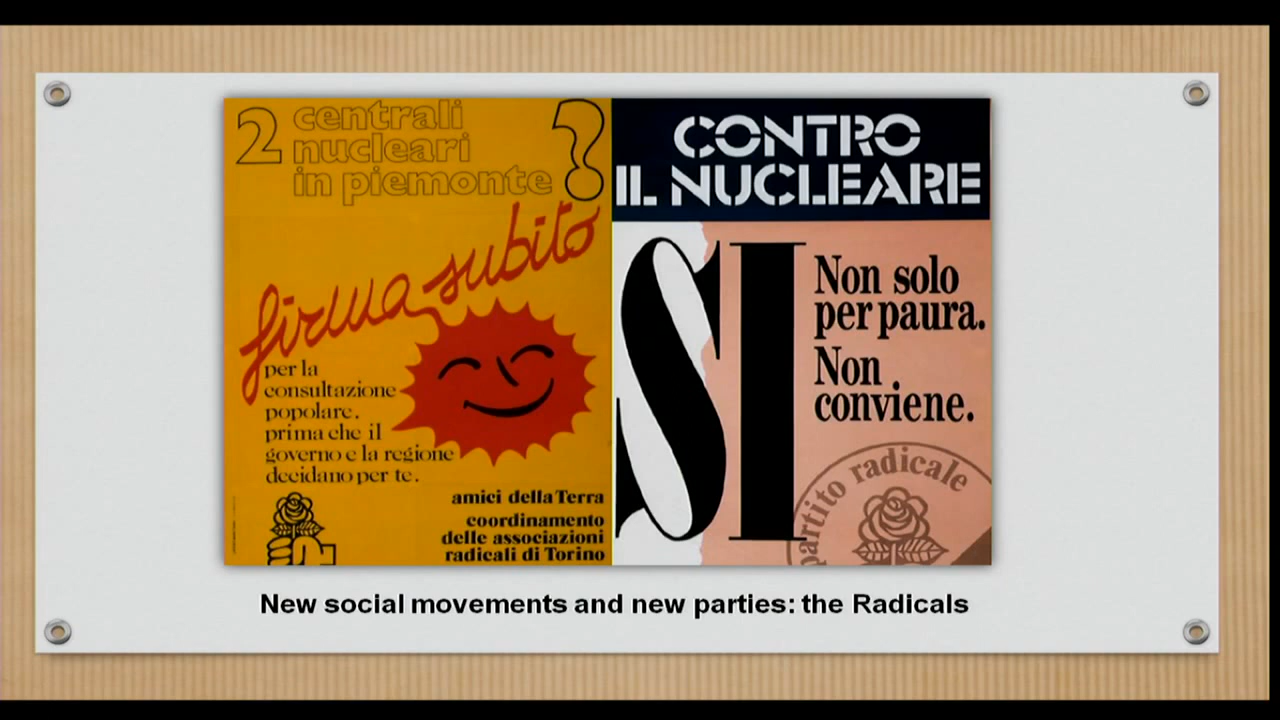 2 centrali
nucleari
in piemonte ?
firma subito
per la
consultazione
popolare.
prima che il
governo e la regione
decidano per te.
amici della Terra
coordinamento
delle associazioni
radicali di Torino
CONTRO
IL NUCLEARE
SI
Non solo
per paura.
Non
conviene.
partito radicale
New social movements and new parties: the Radicals